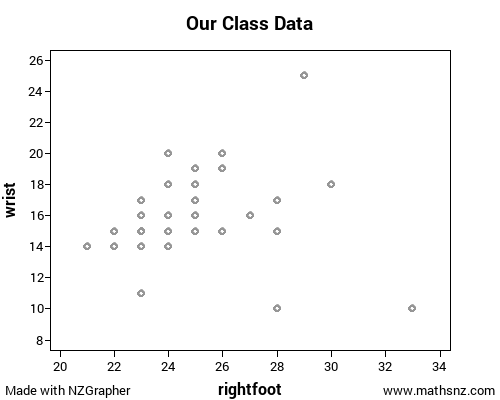 Our Class Data
26
24
22
20
18
16
14
12
10
8
wrist
20 22 24 26 28 30 32 34
Made with NZGrapher rightfoot www.mathsnz.com